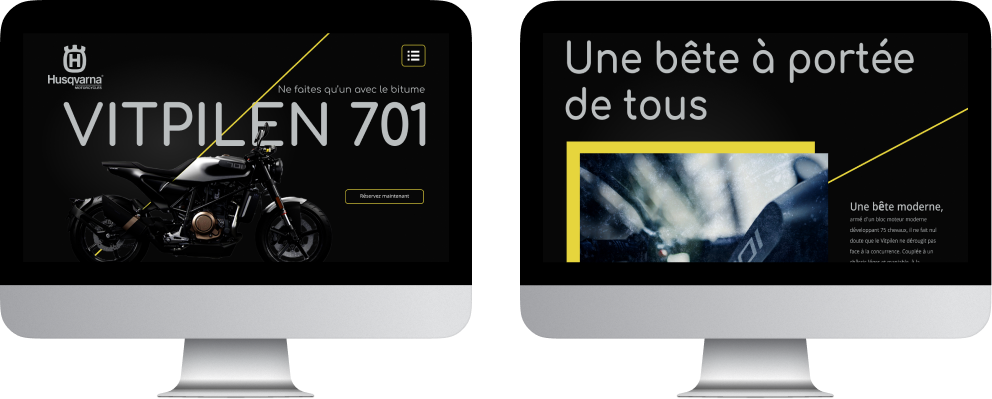 Husqvarna
MOTORCYCLES
Ne faites qu'un avec le bitume
VITPILEN 701
Réservez maintenant
Une bête à portée
de tous
701
Une bête moderne,
armé d'un bloc moteur moderne
développant 75 chevaux, il ne fait nul
doute que le Vitpilen ne dérougit pas
face à la concurrence. Couplée à un